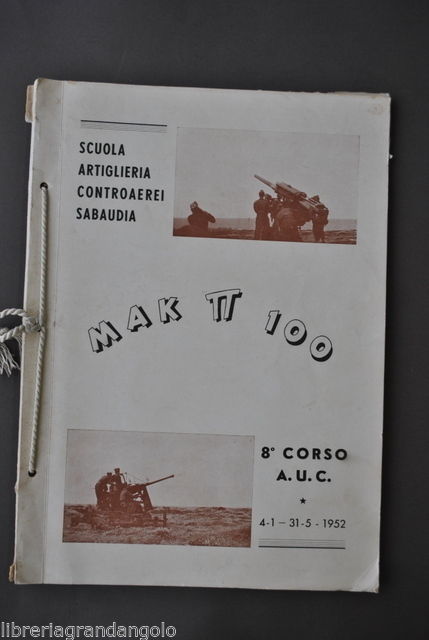 SCUOLA
ARTIGLIERIA
CONTROAEREI
SABAUDIA
MAK π 100
8° CORSO
A.U.C.
4-1 - 31-5 - 1952
libreriagrandangolo